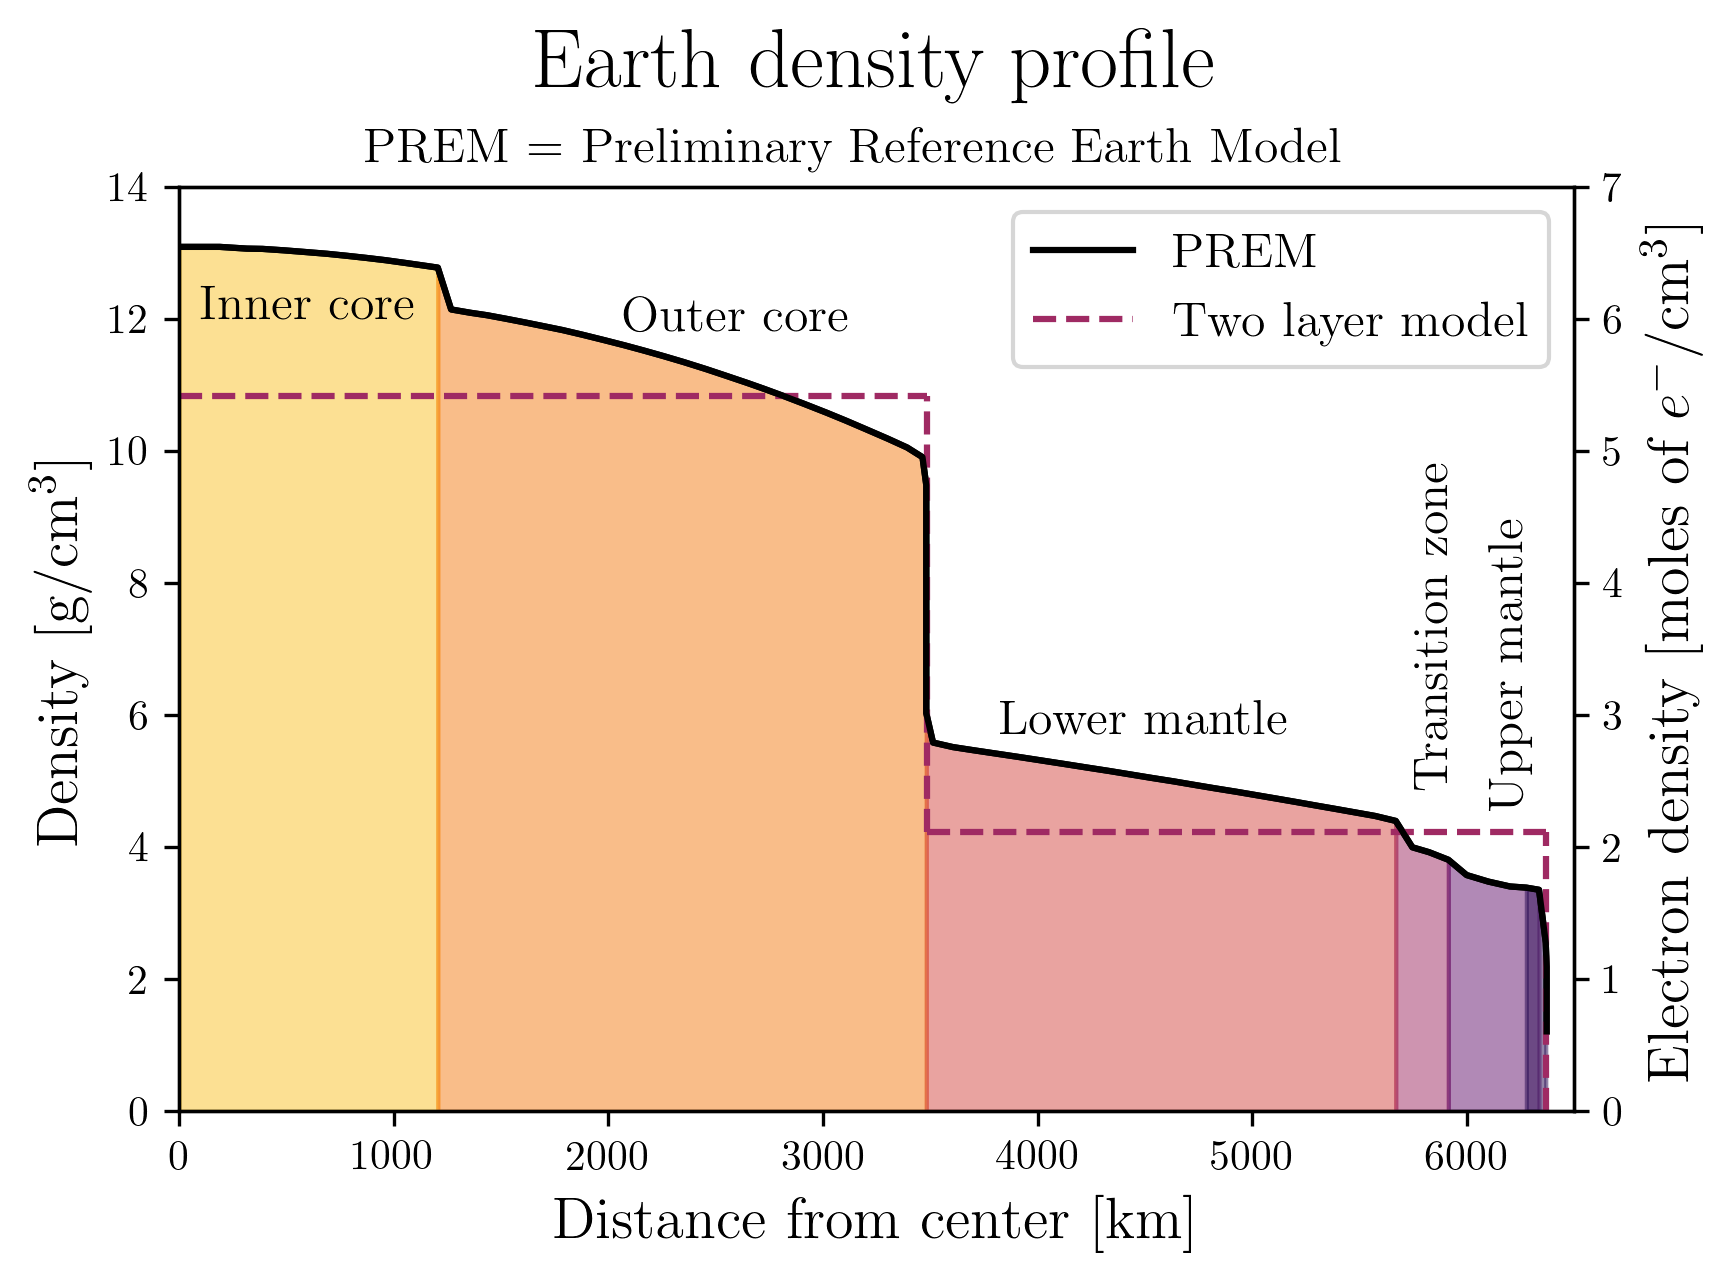 Earth density profile
PREM = Preliminary Reference Earth Model
14
12
10
8
6
4
2
0
Density [g/cm³]
7
6
5
4
3
2
1
0
Electron density [moles of e⁻/cm³]
PREM
Two layer model
Inner core
Outer core
Lower mantle
Transition zone
Upper mantle
0 1000 2000 3000 4000 5000 6000
Distance from center [km]